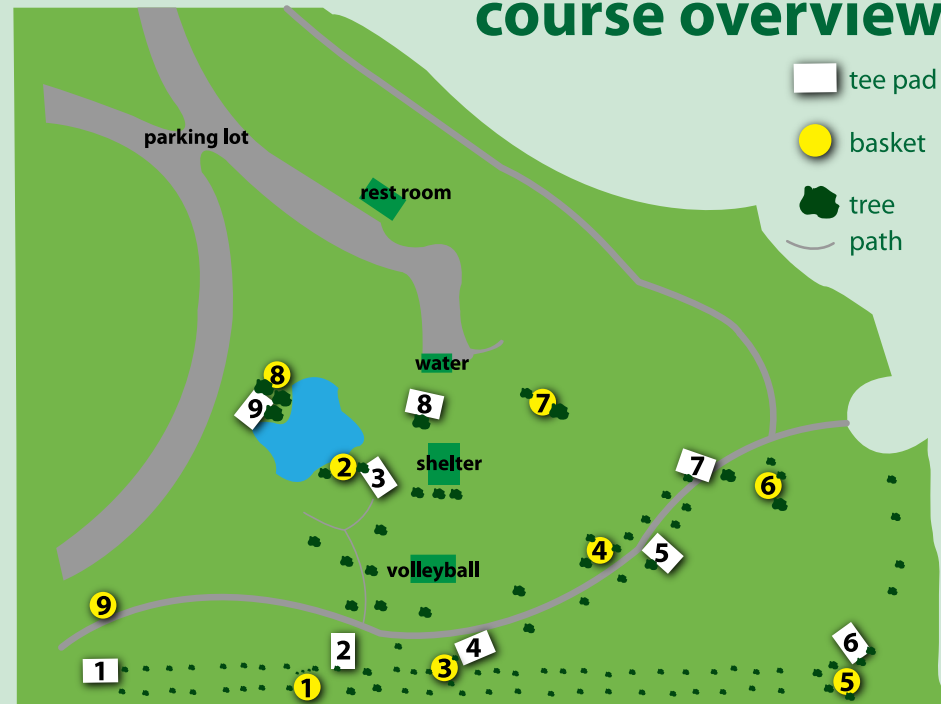 course overview
tee pad
basket
parking lot
rest room
tree
path
water
8
8
7
9
shelter
2
3
7
6
4
5
volleyball
9
6
2
4
1
3
5
1